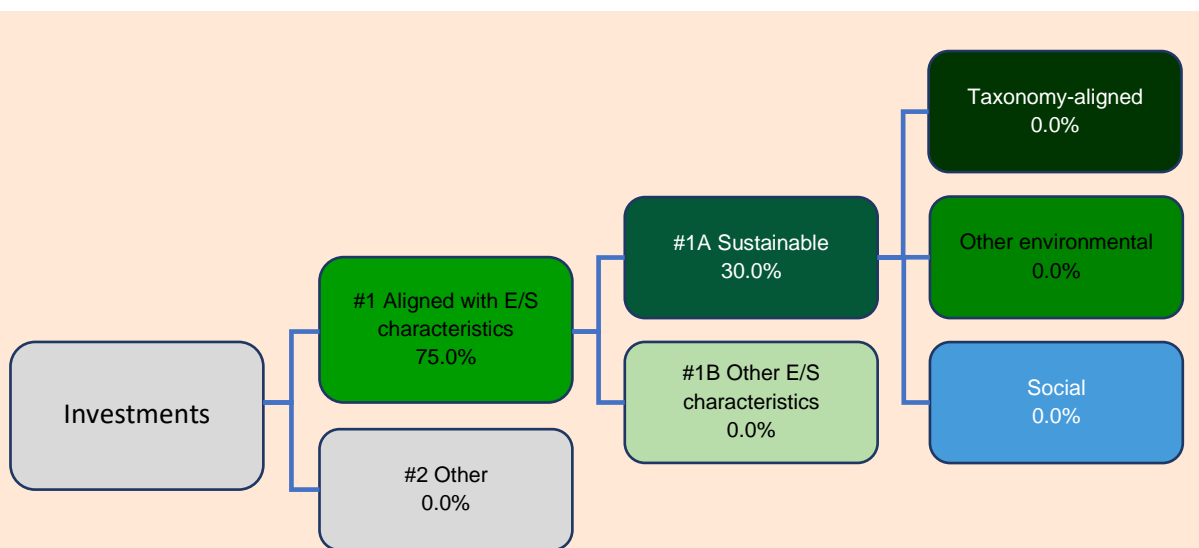 Investments
#1 Aligned with E/S
characteristics
75.0%
#2 Other
0.0%
#1A Sustainable
30.0%
#1B Other E/S
characteristics
0.0%
Taxonomy-aligned
0.0%
Other environmental
0.0%
Social
0.0%